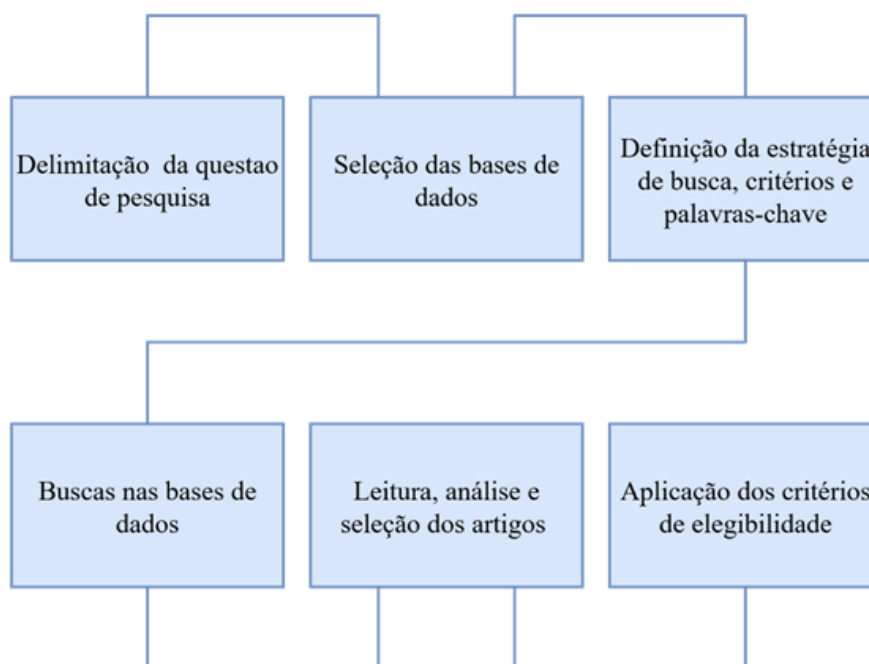 Delimitação da questao
de pesquisa
Seleção das bases de
dados
Definição da estratégia
de busca, critérios e
palavras-chave
Buscas nas bases de
dados
Leitura, análise e
seleção dos artigos
Aplicação dos critérios
de elegibilidade